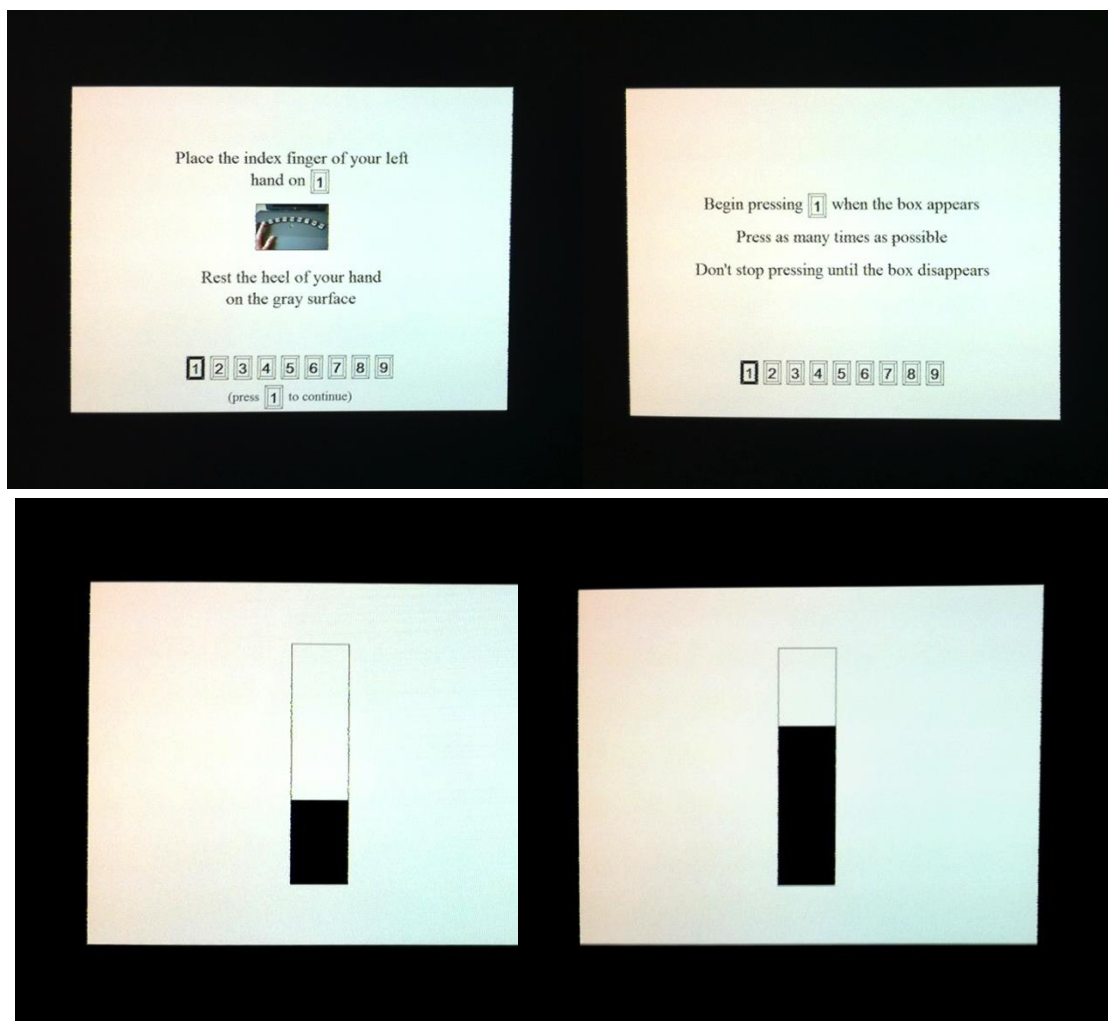 Place the index finger of your left
hand on 1
Rest the heel of your hand
on the gray surface
1 2 3 4 5 6 7 8 9
(press 1 to continue)
Begin pressing 1 when the box appears
Press as many times as possible
Don't stop pressing until the box disappears
1 2 3 4 5 6 7 8 9